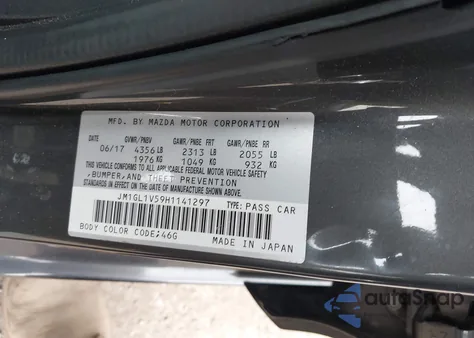 MFD. BY MAZDA MOTOR CORPORATION
DATE GVWR/PNBV GAWR/PNBE FRT GAWR/PNBE RR
06/17 4356 LB 2313 LB 2055 LB
1976 KG 1049 KG 932 KG
THIS VEHICLE CONFORMS TO ALL APPLICABLE FEDERAL MOTOR VEHICLE SAFETY
,BUMPER,AND THEFT PREVENTION
STANDARDS IN EFFECT ON THE DATE OF MANUFACTURE SHOWN ABOVE.
JM1GL1V59H1141297 TYPE: PASS CAR
BODY COLOR CODE:46G MADE IN JAPAN
autoSnap